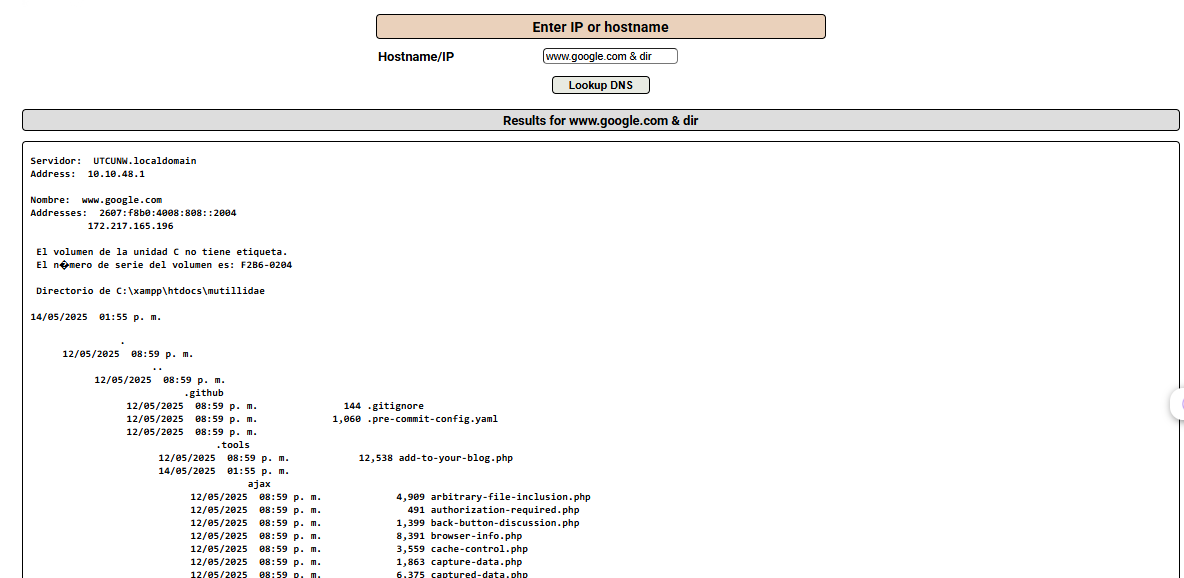 Enter IP or hostname
Hostname/IP www.google.com & dir
Lookup DNS
Results for www.google.com & dir
Servidor:  UTCUNW.localdomain
Address:  10.10.48.1
Nombre:  www.google.com
Addresses:  2607:f8b0:4008:808::2004
172.217.165.196
El volumen de la unidad C no tiene etiqueta.
El n�mero de serie del volumen es: F2B6-0204
Directorio de C:\xampp\htdocs\mutillidae
14/05/2025  01:55 p. m.
.
12/05/2025  08:59 p. m.
..
12/05/2025  08:59 p. m.
.github
12/05/2025  08:59 p. m.               144 .gitignore
12/05/2025  08:59 p. m.             1,060 .pre-commit-config.yaml
12/05/2025  08:59 p. m.
.tools
12/05/2025  08:59 p. m.            12,538 add-to-your-blog.php
14/05/2025  01:55 p. m.
ajax
12/05/2025  08:59 p. m.             4,909 arbitrary-file-inclusion.php
12/05/2025  08:59 p. m.               491 authorization-required.php
12/05/2025  08:59 p. m.             1,399 back-button-discussion.php
12/05/2025  08:59 p. m.             8,391 browser-info.php
12/05/2025  08:59 p. m.             3,559 cache-control.php
12/05/2025  08:59 p. m.             1,863 capture-data.php
12/05/2025  08:59 p. m.             6,375 captured-data.php